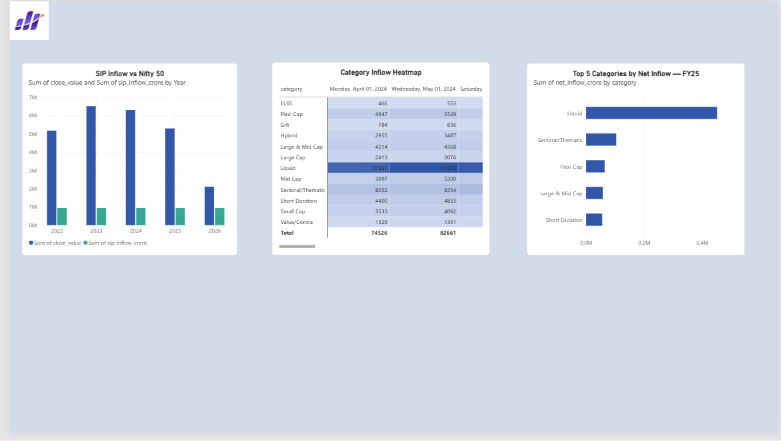 SIP Inflow vs Nifty 50
Sum of close_value and Sum of sip_inflow_crore by Year
7M
6M
5M
4M
3M
2M
1M
0M
2022 2023 2024 2025 2026
Sum of close_value Sum of sip_inflow_crore
Category Inflow Heatmap
category Monday, April 01, 2024 Wednesday, May 01, 2024 Saturday,
ELSS 466 553
Flexi Cap 4947 5529
Gilt 784 836
Hybrid 2955 3487
Large & Mid Cap 4214 4368
Large Cap 2413 2076
Liquid
Mid Cap 3897 5300
Sectoral/Thematic 8052 8354
Short Duration 4400 4833
Small Cap 3533 4092
Value/Contra 1328 1561
Total 74526 82661
Top 5 Categories by Net Inflow — FY25
Sum of net_inflow_crore by category
Liquid
Sectoral/Thematic
Flexi Cap
Large & Mid Cap
Short Duration
0.0M 0.2M 0.4M